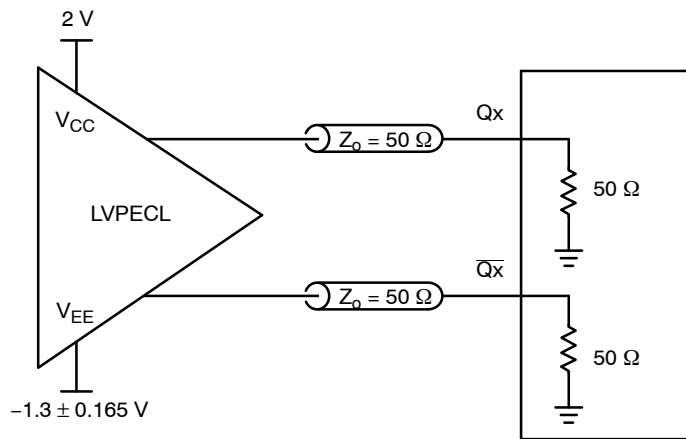 2 V
V_CC
Qx
Z_o = 50 Ω
50 Ω
LVPECL
Q̅x̅
Z_o = 50 Ω
V_EE
50 Ω
−1.3 ± 0.165 V